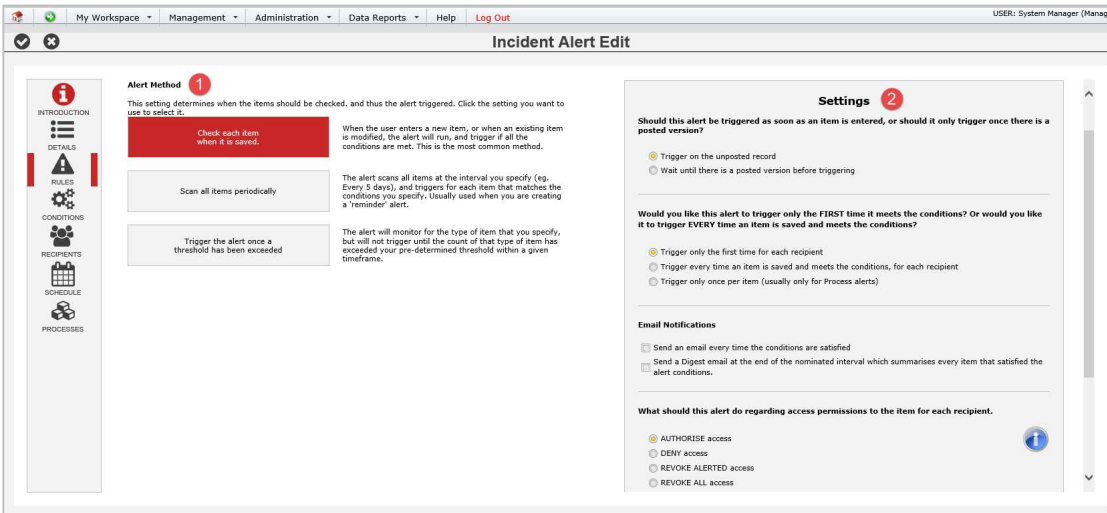 My Workspace Management Administration Data Reports Help Log Out
USER: System Manager (Manag
Incident Alert Edit
INTRODUCTION
DETAILS
RULES
CONDITIONS
RECIPIENTS
SCHEDULE
PROCESSES
Alert Method 1
This setting determines when the items should be checked. and thus the alert triggered. Click the setting you want to
use to select it.
Check each item
when it is saved.
When the user enters a new item, or when an existing item
is modified, the alert will run, and trigger if all the
conditions are met. This is the most common method.
Scan all items periodically
The alert scans all items at the interval you specify (eg.
Every 5 days), and triggers for each item that matches the
conditions you specify. Usually used when you are creating
a 'reminder' alert.
Trigger the alert once a
threshold has been exceeded
The alert will monitor for the type of item that you specify,
but will not trigger until the count of that type of item has
exceeded your pre-determined threshold within a given
timeframe.
Settings 2
Should this alert be triggered as soon as an item is entered, or should it only trigger once there is a
posted version?
Trigger on the unposted record
Wait until there is a posted version before triggering
Would you like this alert to trigger only the FIRST time it meets the conditions? Or would you like
it to trigger EVERY time an item is saved and meets the conditions?
Trigger only the first time for each recipient
Trigger every time an item is saved and meets the conditions, for each recipient
Trigger only once per item (usually only for Process alerts)
Email Notifications
Send an email every time the conditions are satisfied
Send a Digest email at the end of the nominated interval which summarises every item that satisfied the
alert conditions.
What should this alert do regarding access permissions to the item for each recipient.
AUTHORISE access
DENY access
REVOKE ALERTED access
REVOKE ALL access